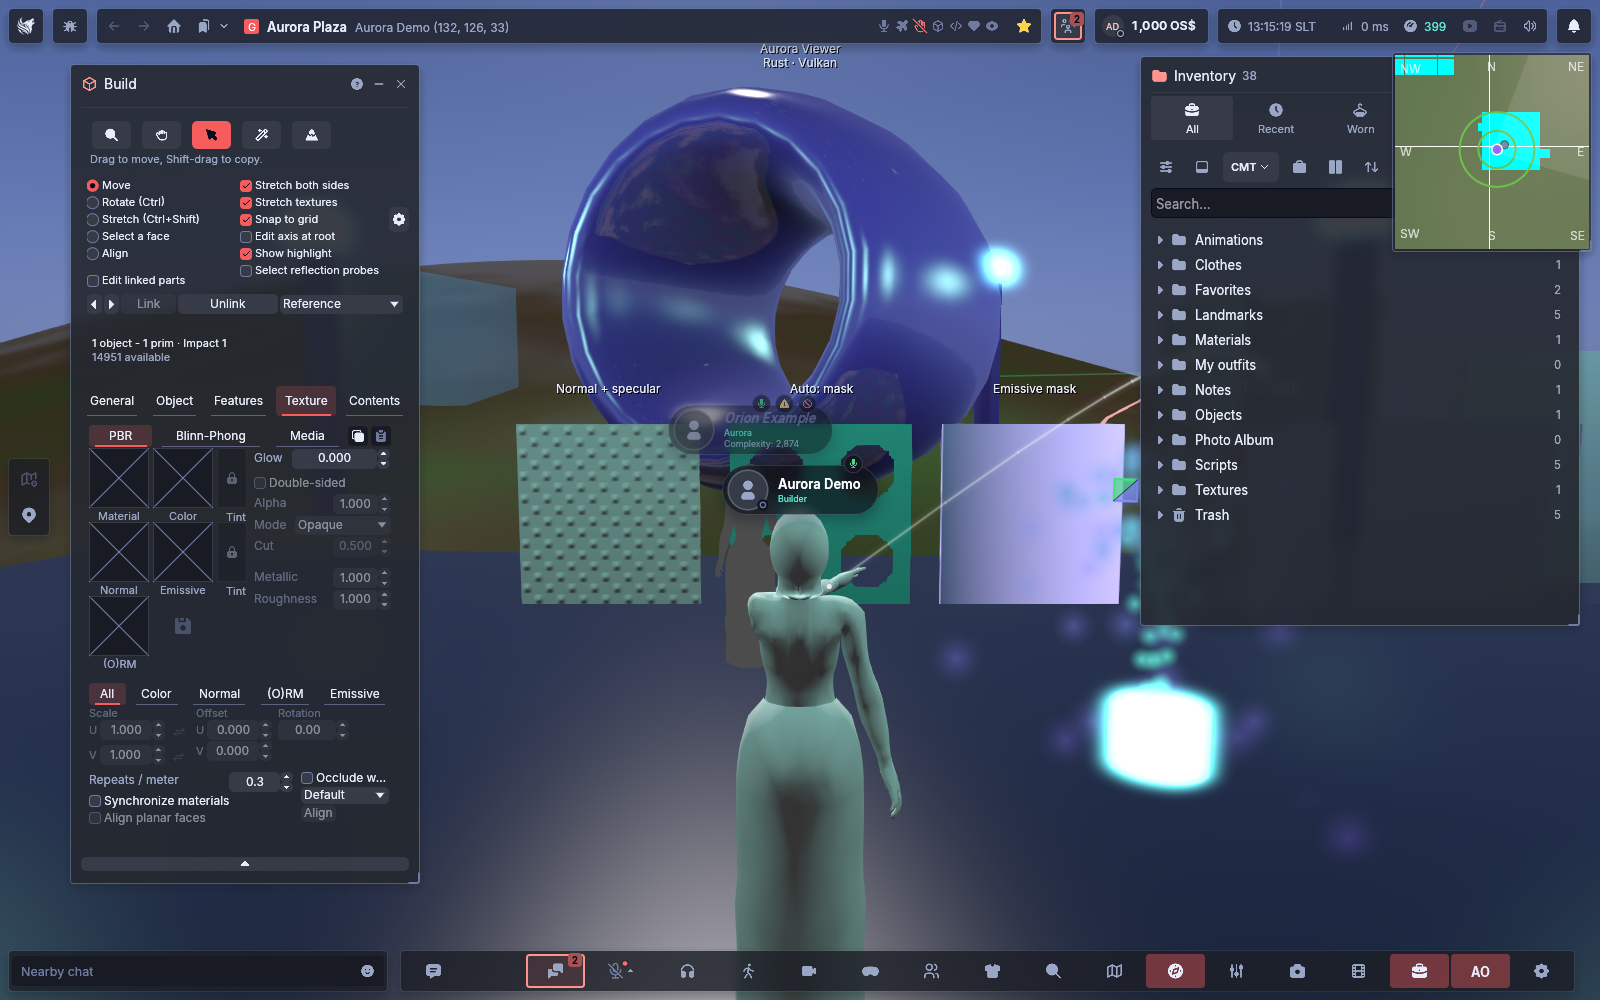 Aurora Plaza Aurora Demo (132, 126, 33)
2
AD 1,000 OS$
13:15:19 SLT
0 ms
399
Aurora Viewer
Rust · Vulkan
Build
Drag to move, Shift-drag to copy.
Move
Rotate (Ctrl)
Stretch (Ctrl+Shift)
Select a face
Align
Edit linked parts
Stretch both sides
Stretch textures
Snap to grid
Edit axis at root
Show highlight
Select reflection probes
Link
Unlink
Reference
1 object - 1 prim · Impact 1
14951 available
General
Object
Features
Texture
Contents
PBR
Blinn-Phong
Media
Material
Color
Tint
Normal
Emissive
Tint
(O)RM
Glow 0.000
Double-sided
Alpha 1.000
Mode Opaque
Cut 0.500
Metallic 1.000
Roughness 1.000
All
Color
Normal
(O)RM
Emissive
Scale
Offset
Rotation
U 1.000
U 0.000
0.00
V 1.000
V 0.000
Repeats / meter 0.3
Synchronize materials
Align planar faces
Occlude w...
Default
Align
Normal + specular
Auto: mask
Emissive mask
Orion Example
Aurora
Complexity: 2,874
Aurora Demo
Builder
Inventory 38
All
Recent
Worn
CMT
Search...
Animations
Clothes 1
Favorites 2
Landmarks 5
Materials 1
My outfits 0
Notes 1
Objects 1
Photo Album 0
Scripts 5
Textures 1
Trash 5
NW
N
NE
W
E
SW
S
SE
Nearby chat
2
AO